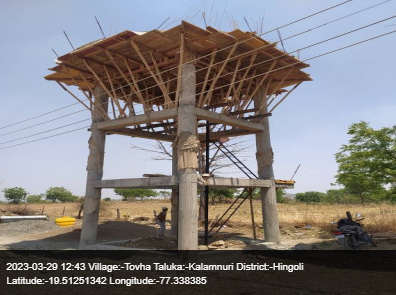 2023-03-29 12:43 Village:-Tovha Taluka:-Kalamnuri District:-Hingoli
Latitude:-19.51251342 Longitude:-77.338385